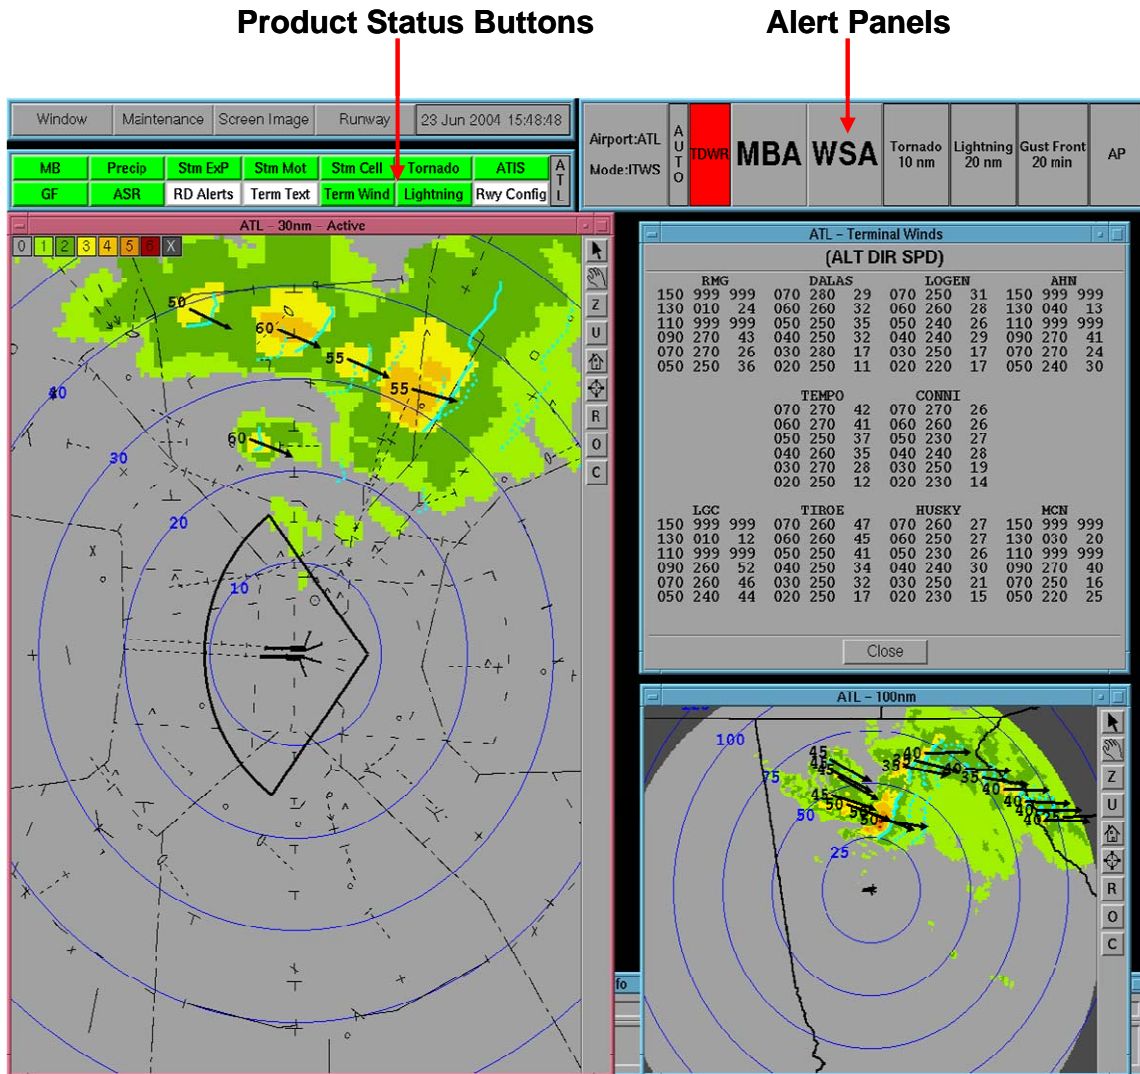 Product Status Buttons Alert Panels
Window Maintenance Screen Image Runway 23 Jun 2004 15:48:48
Airport:ATL
Mode:ITWS
AUTO
TDWR MBA WSA
Tornado
10 nm
Lightning
20 nm
Gust Front
20 min
AP
MB Precip Stm ExP Stm Mot Stm Cell Tornado ATIS
GF ASR RD Alerts Term Text Term Wind Lightning Rwy Config
ATL
ATL – 30nm – Active
0 1 2 3 4 5 6 X
50
60
55
55
60
40
30
20
10
Z
U
R
O
C
ATL – Terminal Winds
(ALT DIR SPD)
RMG DALAS LOGEN AHN
150 999 999 070 280 29 070 250 31 150 999 999
130 010 24 060 260 32 060 260 28 130 040 13
110 999 999 050 250 35 050 240 26 110 999 999
090 270 43 040 250 32 040 240 29 090 270 41
070 270 26 030 280 17 030 250 17 070 270 24
050 250 36 020 250 11 020 220 17 050 240 30
TEMPO CONNI
070 270 42 070 270 26
060 270 41 060 260 26
050 250 37 050 230 27
040 260 35 040 240 28
030 270 28 030 250 19
020 250 12 020 230 14
LGC TIROE HUSKY MCN
150 999 999 070 260 47 070 260 27 150 999 999
130 010 12 060 260 45 060 250 27 130 030 20
110 999 999 050 250 41 050 230 26 110 999 999
090 260 52 040 250 34 040 240 30 090 270 40
070 260 46 030 250 32 030 250 21 070 250 16
050 240 44 020 250 17 020 230 15 050 220 25
Close
ATL – 100nm
100
75
50
25
45
45
45
50
50
40
35
40
35
40
40
40
40
Z
U
R
O
C
fo